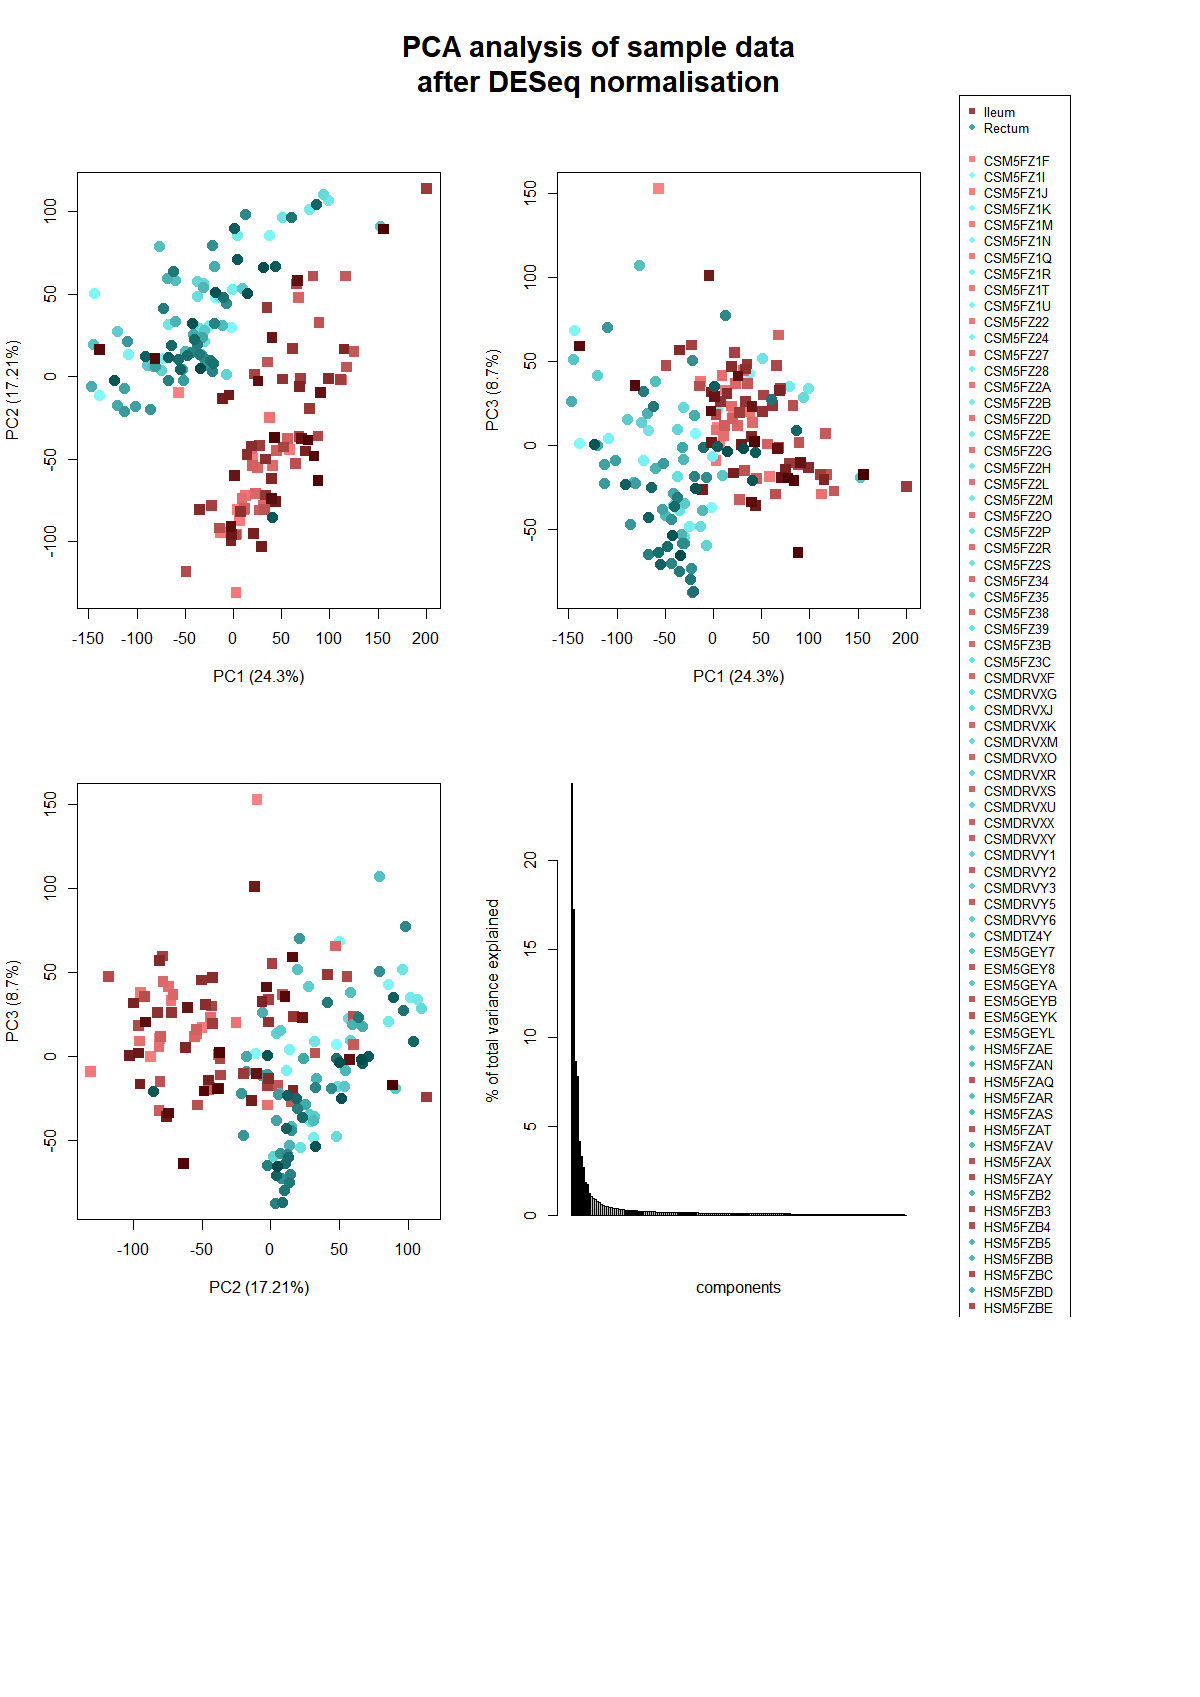 PCA analysis of sample data
after DESeq normalisation
PC2 (17.21%)
100
50
0
-50
-100
-150
-100
-50
0
50
100
150
200
PC1 (24.3%)
PC3 (8.7%)
150
100
50
0
-50
-150
-100
-50
0
50
100
150
200
PC1 (24.3%)
PC3 (8.7%)
150
100
50
0
-50
-100
-50
0
50
100
PC2 (17.21%)
% of total variance explained
20
15
10
5
0
components
Ileum
Rectum
CSM5FZ1F
CSM5FZ1I
CSM5FZ1J
CSM5FZ1K
CSM5FZ1M
CSM5FZ1N
CSM5FZ1Q
CSM5FZ1R
CSM5FZ1T
CSM5FZ1U
CSM5FZ22
CSM5FZ24
CSM5FZ27
CSM5FZ28
CSM5FZ2A
CSM5FZ2B
CSM5FZ2D
CSM5FZ2E
CSM5FZ2G
CSM5FZ2H
CSM5FZ2L
CSM5FZ2M
CSM5FZ2O
CSM5FZ2P
CSM5FZ2R
CSM5FZ2S
CSM5FZ34
CSM5FZ35
CSM5FZ38
CSM5FZ39
CSM5FZ3B
CSM5FZ3C
CSMDRVXF
CSMDRVXG
CSMDRVXJ
CSMDRVXK
CSMDRVXM
CSMDRVXO
CSMDRVXR
CSMDRVXS
CSMDRVXU
CSMDRVXX
CSMDRVXY
CSMDRVY1
CSMDRVY2
CSMDRVY3
CSMDRVY5
CSMDRVY6
CSMDTZ4Y
ESM5GEY7
ESM5GEY8
ESM5GEYA
ESM5GEYB
ESM5GEYK
ESM5GEYL
HSM5FZAE
HSM5FZAN
HSM5FZAQ
HSM5FZAR
HSM5FZAS
HSM5FZAT
HSM5FZAV
HSM5FZAX
HSM5FZAY
HSM5FZB2
HSM5FZB3
HSM5FZB4
HSM5FZB5
HSM5FZBB
HSM5FZBC
HSM5FZBD
HSM5FZBE